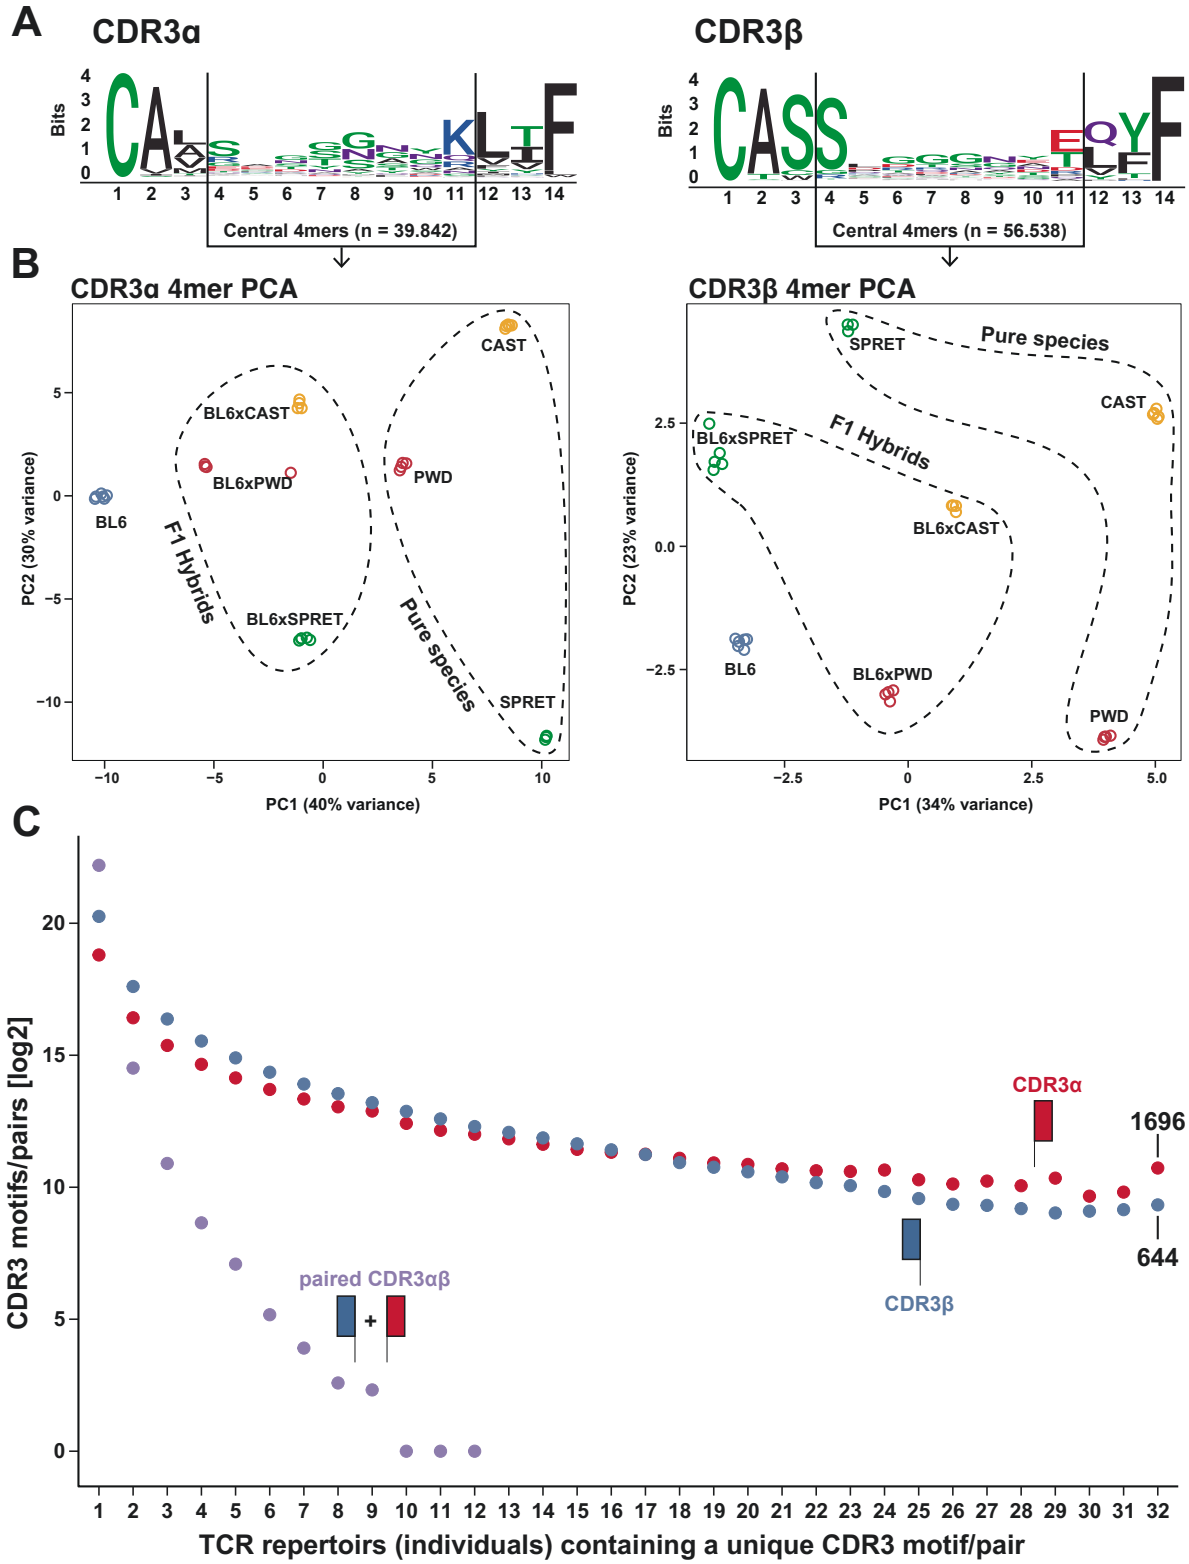 A
CDR3α
CDR3β
Bits
4
3
2
1
0
C A L S G N K L T F
1 2 3 4 5 6 7 8 9 10 11 12 13 14
Central 4mers (n = 39.842)
Bits
4
3
2
1
0
C A S S G G G N E Q Y F
1 2 3 4 5 6 7 8 9 10 11 12 13 14
Central 4mers (n = 56.538)
B
CDR3α 4mer PCA
PC2 (30% variance)
5
0
−5
−10
CAST
BL6xCAST
BL6xPWD
PWD
BL6
F1 Hybrids
BL6xSPRET
Pure species
SPRET
−10 −5 0 5 10
PC1 (40% variance)
CDR3β 4mer PCA
PC2 (23% variance)
2.5
0.0
−2.5
SPRET
Pure species
CAST
BL6xSPRET
F1 Hybrids
BL6xCAST
BL6
BL6xPWD
PWD
−2.5 0 2.5 5.0
PC1 (34% variance)
C
CDR3 motifs/pairs [log2]
20
15
10
5
0
CDR3α
1696
644
CDR3β
paired CDR3αβ
+
1 2 3 4 5 6 7 8 9 10 11 12 13 14 15 16 17 18 19 20 21 22 23 24 25 26 27 28 29 30 31 32
TCR repertoirs (individuals) containing a unique CDR3 motif/pair